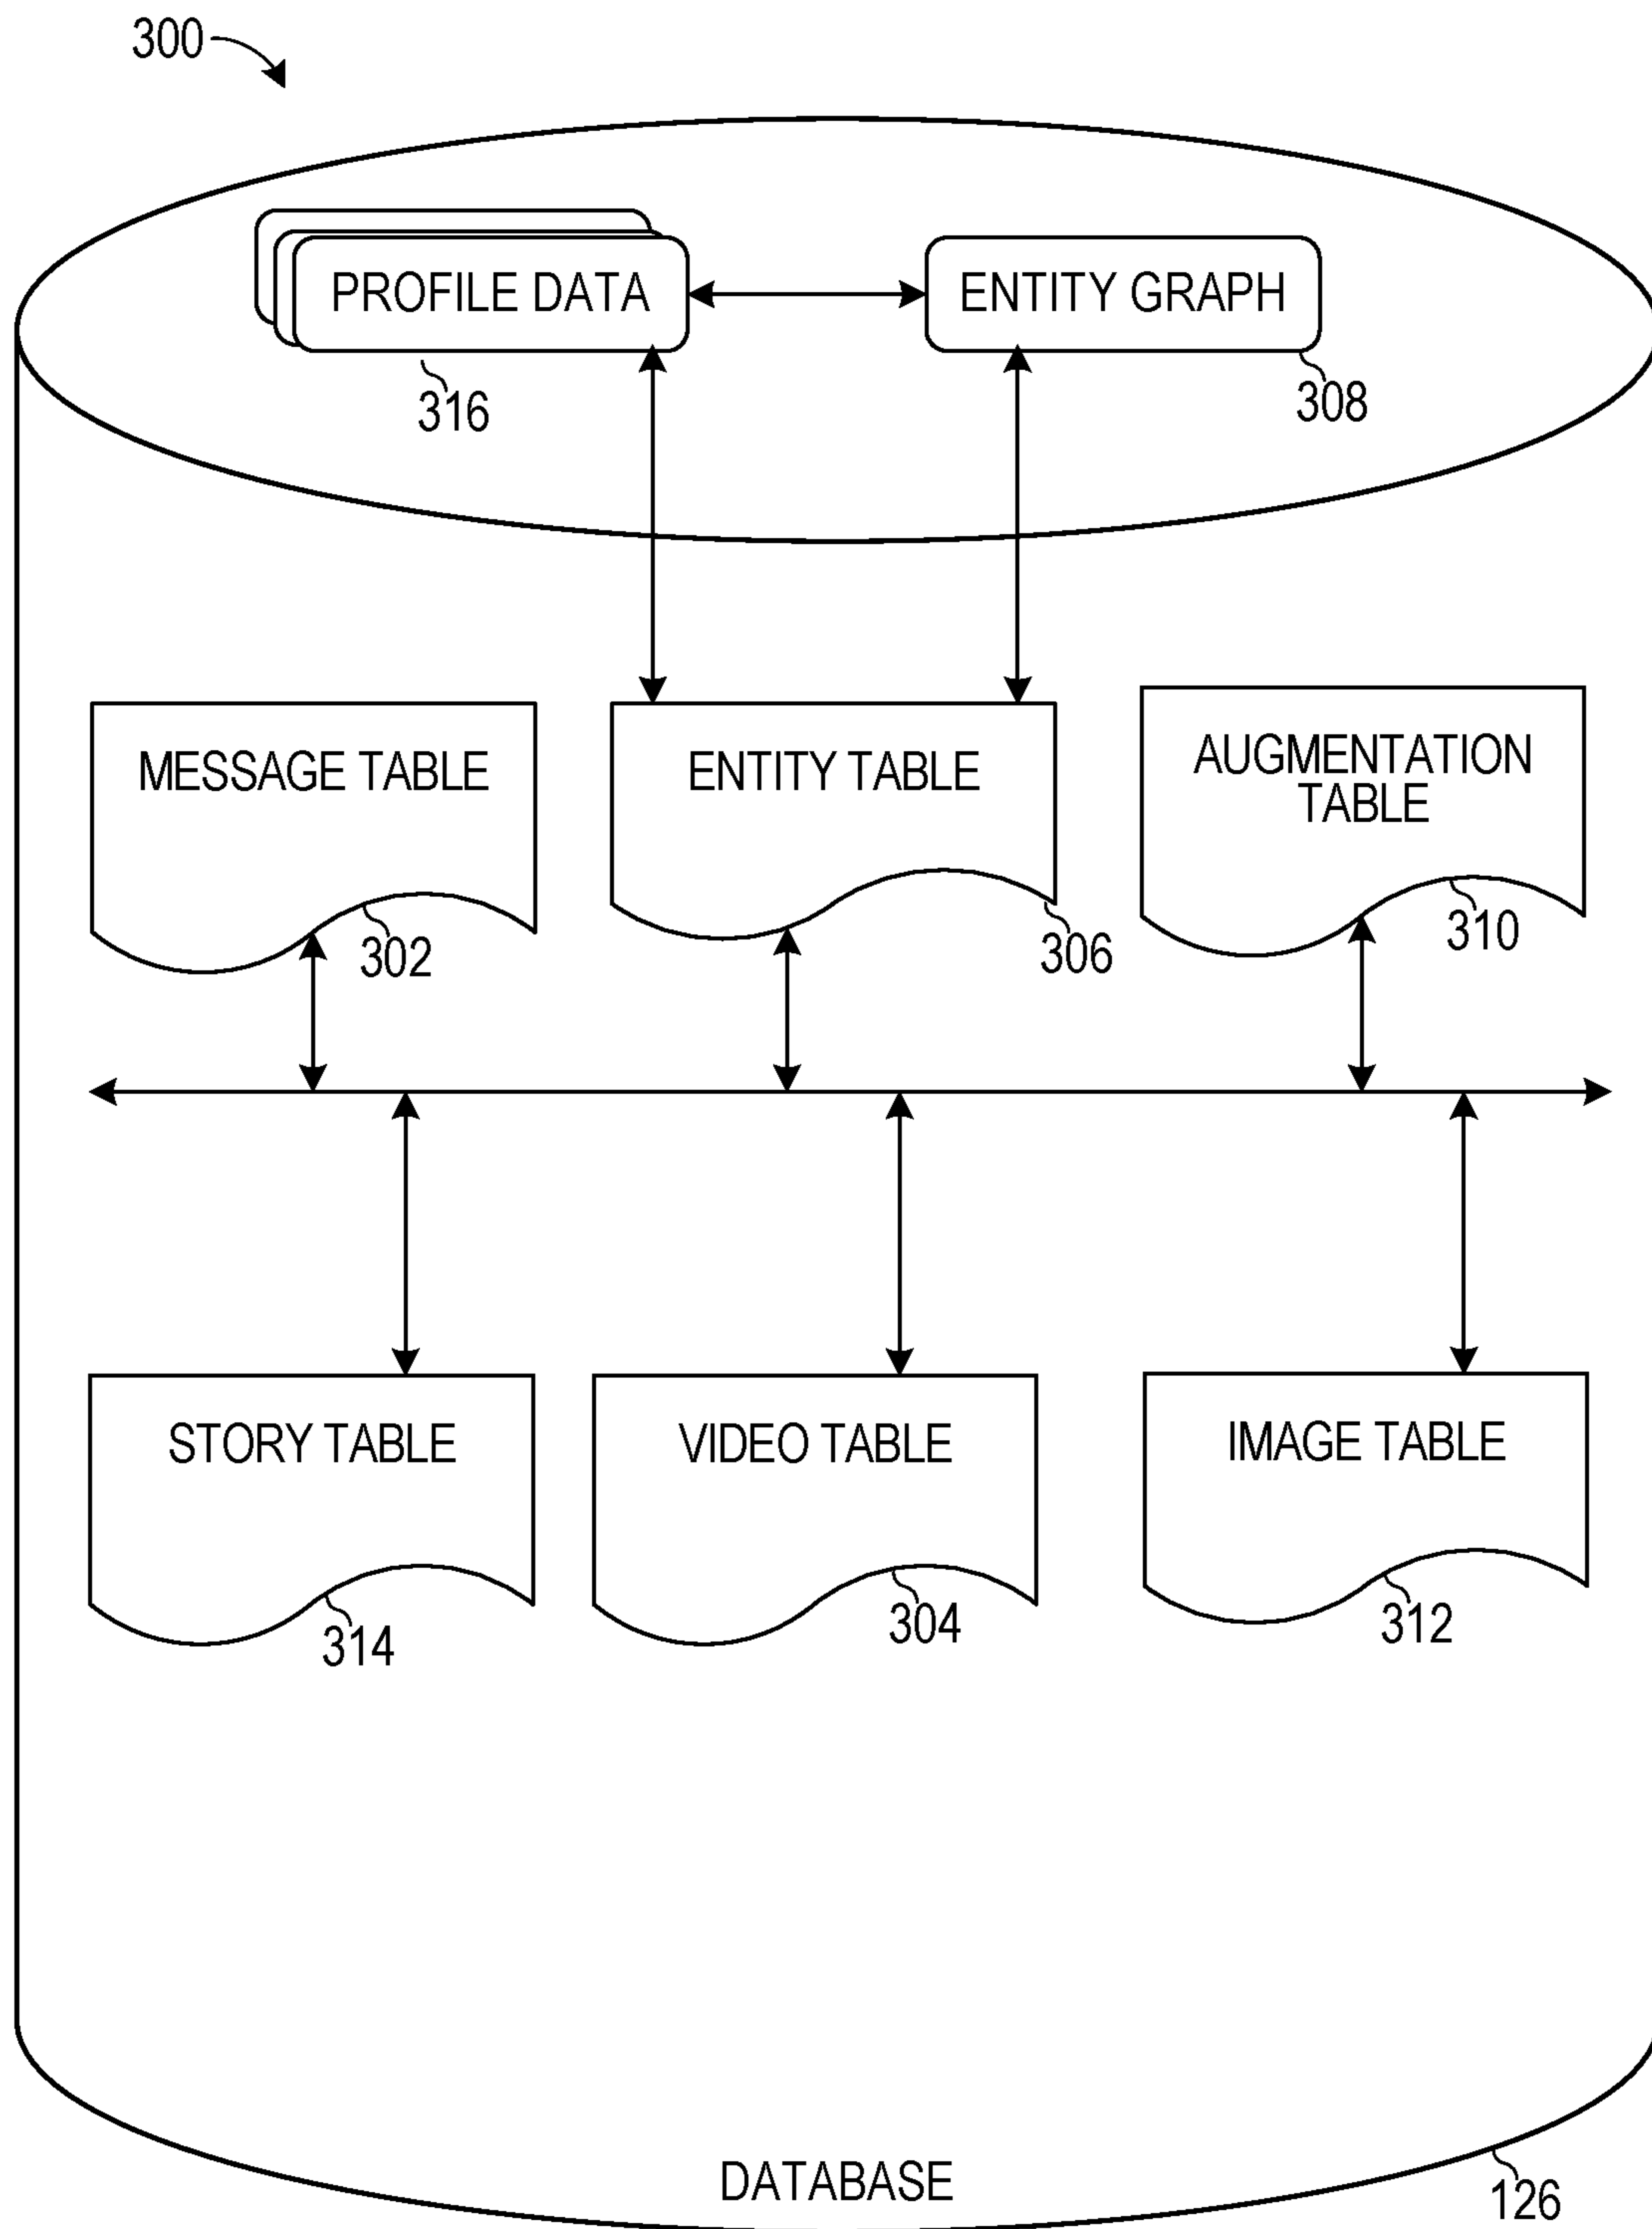 300
PROFILE DATA
ENTITY GRAPH
316
308
MESSAGE TABLE
ENTITY TABLE
AUGMENTATION
TABLE
302
306
310
STORY TABLE
VIDEO TABLE
IMAGE TABLE
314
304
312
DATABASE
126